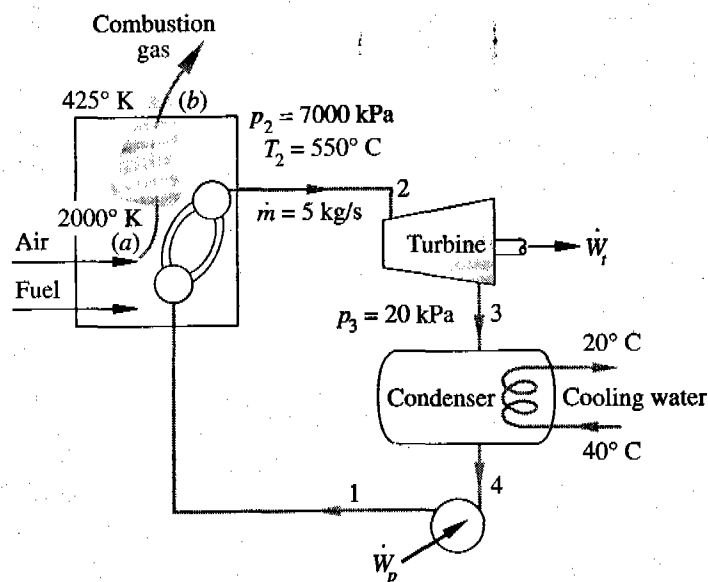 Combustion
gas
425° K (b)
p₂ = 7000 kPa
T₂ = 550° C
2
ṁ = 5 kg/s
2000° K
(a)
Air
Fuel
Turbine
Ẇₜ
p₃ = 20 kPa
3
20° C
Condenser
Cooling water
40° C
4
1
Ẇₚ